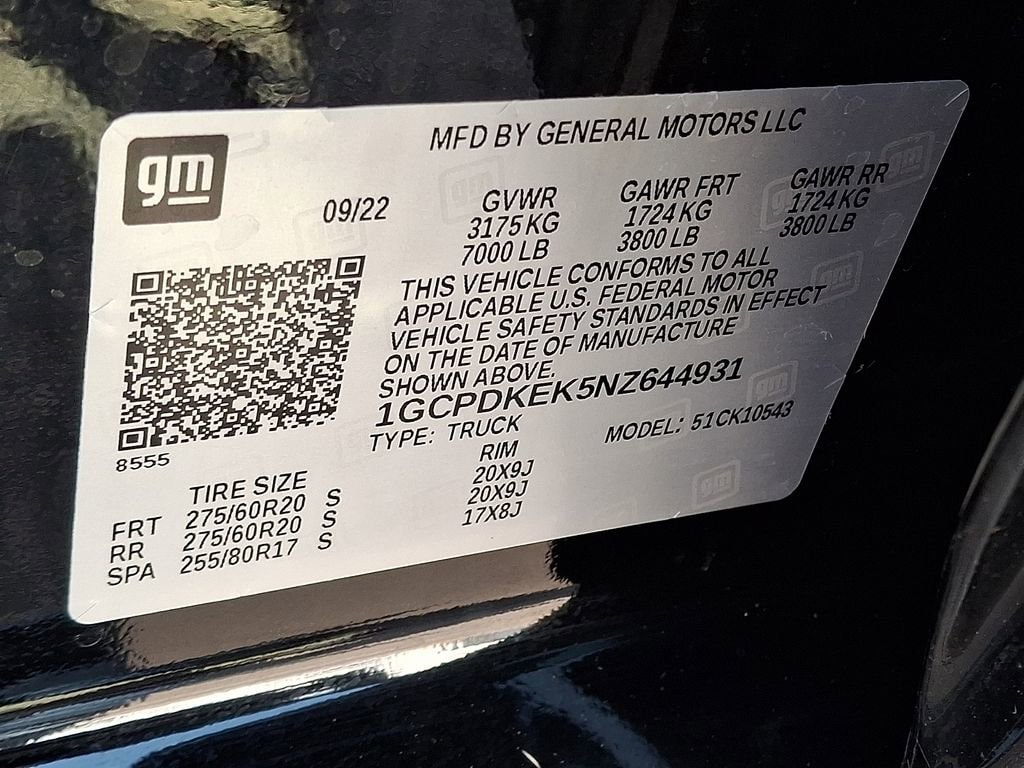 gm
MFD BY GENERAL MOTORS LLC
09/22
GVWR GAWR FRT GAWR RR
3175 KG 1724 KG 1724 KG
7000 LB 3800 LB 3800 LB
THIS VEHICLE CONFORMS TO ALL
APPLICABLE U.S. FEDERAL MOTOR
VEHICLE SAFETY STANDARDS IN EFFECT
ON THE DATE OF MANUFACTURE
SHOWN ABOVE.
1GCPDKEK5NZ644931
TYPE: TRUCK MODEL: 51CK10543
8555
TIRE SIZE RIM
FRT 275/60R20 S 20X9J
RR 275/60R20 S 20X9J
SPA 255/80R17 S 17X8J